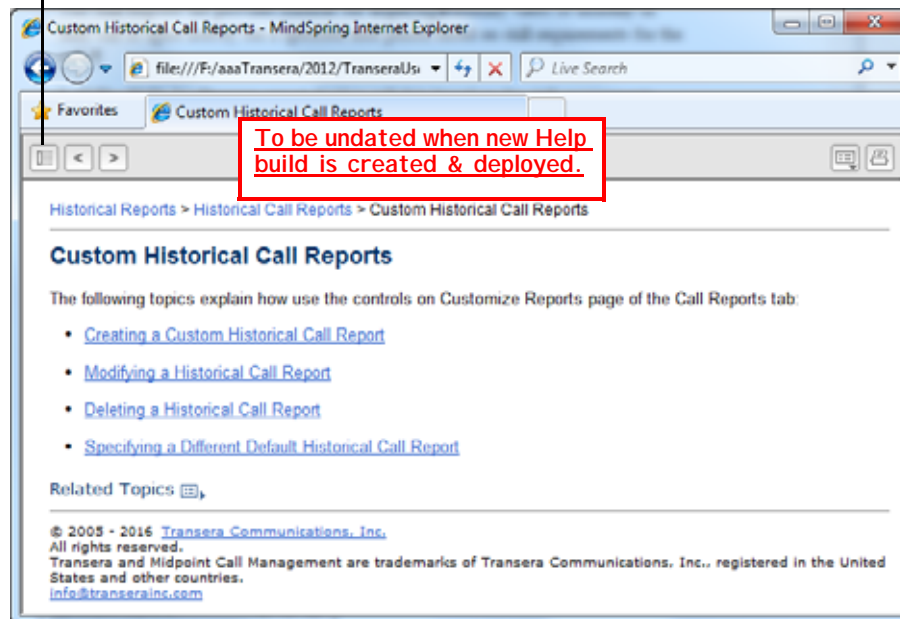 Custom Historical Call Reports - MindSpring Internet Explorer
file:///F:/aaaTransera/2012/TranseraUsi
Live Search
Favorites
Custom Historical Call Reports
To be undated when new Help
build is created & deployed.
Historical Reports > Historical Call Reports > Custom Historical Call Reports
Custom Historical Call Reports
The following topics explain how use the controls on Customize Reports page of the Call Reports tab:
• Creating a Custom Historical Call Report
• Modifying a Historical Call Report
• Deleting a Historical Call Report
• Specifying a Different Default Historical Call Report
Related Topics
© 2005 - 2016 Transera Communications, Inc.
All rights reserved.
Transera and Midpoint Call Management are trademarks of Transera Communications, Inc., registered in the United
States and other countries.
info@transerainc.com